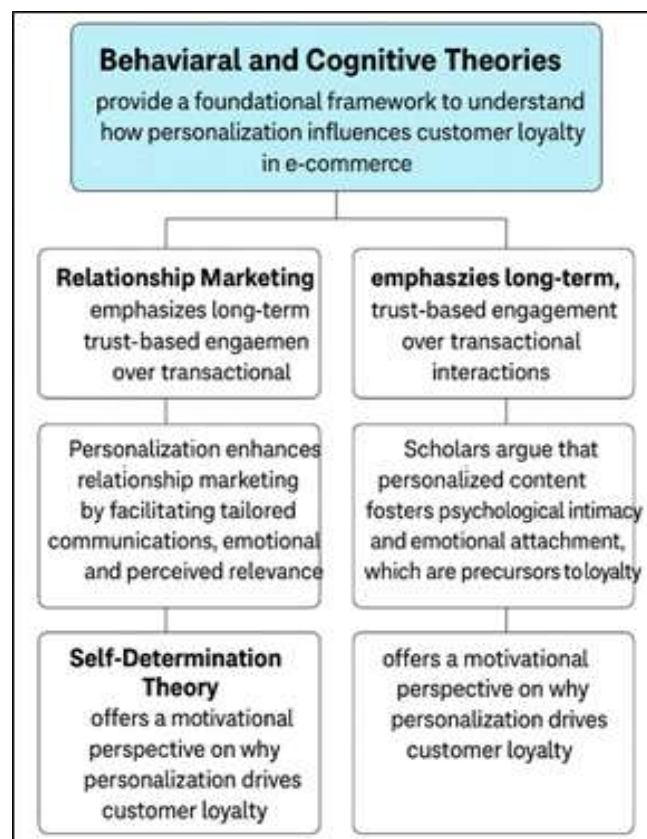 Behaviaral and Cognitive Theories
provide a foundational framework to understand
how personalization influences customer loyalty
in e-commerce
Relationship Marketing
emphasizes long-term
trust-based engaemen
over transactional
emphaszies long-term,
trust-based engagement
over transactional
interactions
Personalization enhances
relationship marketing
by facilitating tailored
communications, emotional
and perceived relevance
Scholars argue that
personalized content
fosters psychological intimacy
and emotional attachment,
which are precursors to loyalty
Self-Determination
Theory
offers a motivational
perspective on why
personalization drives
customer loyalty
offers a motivational
perspective on why
personalization drives
customer loyalty